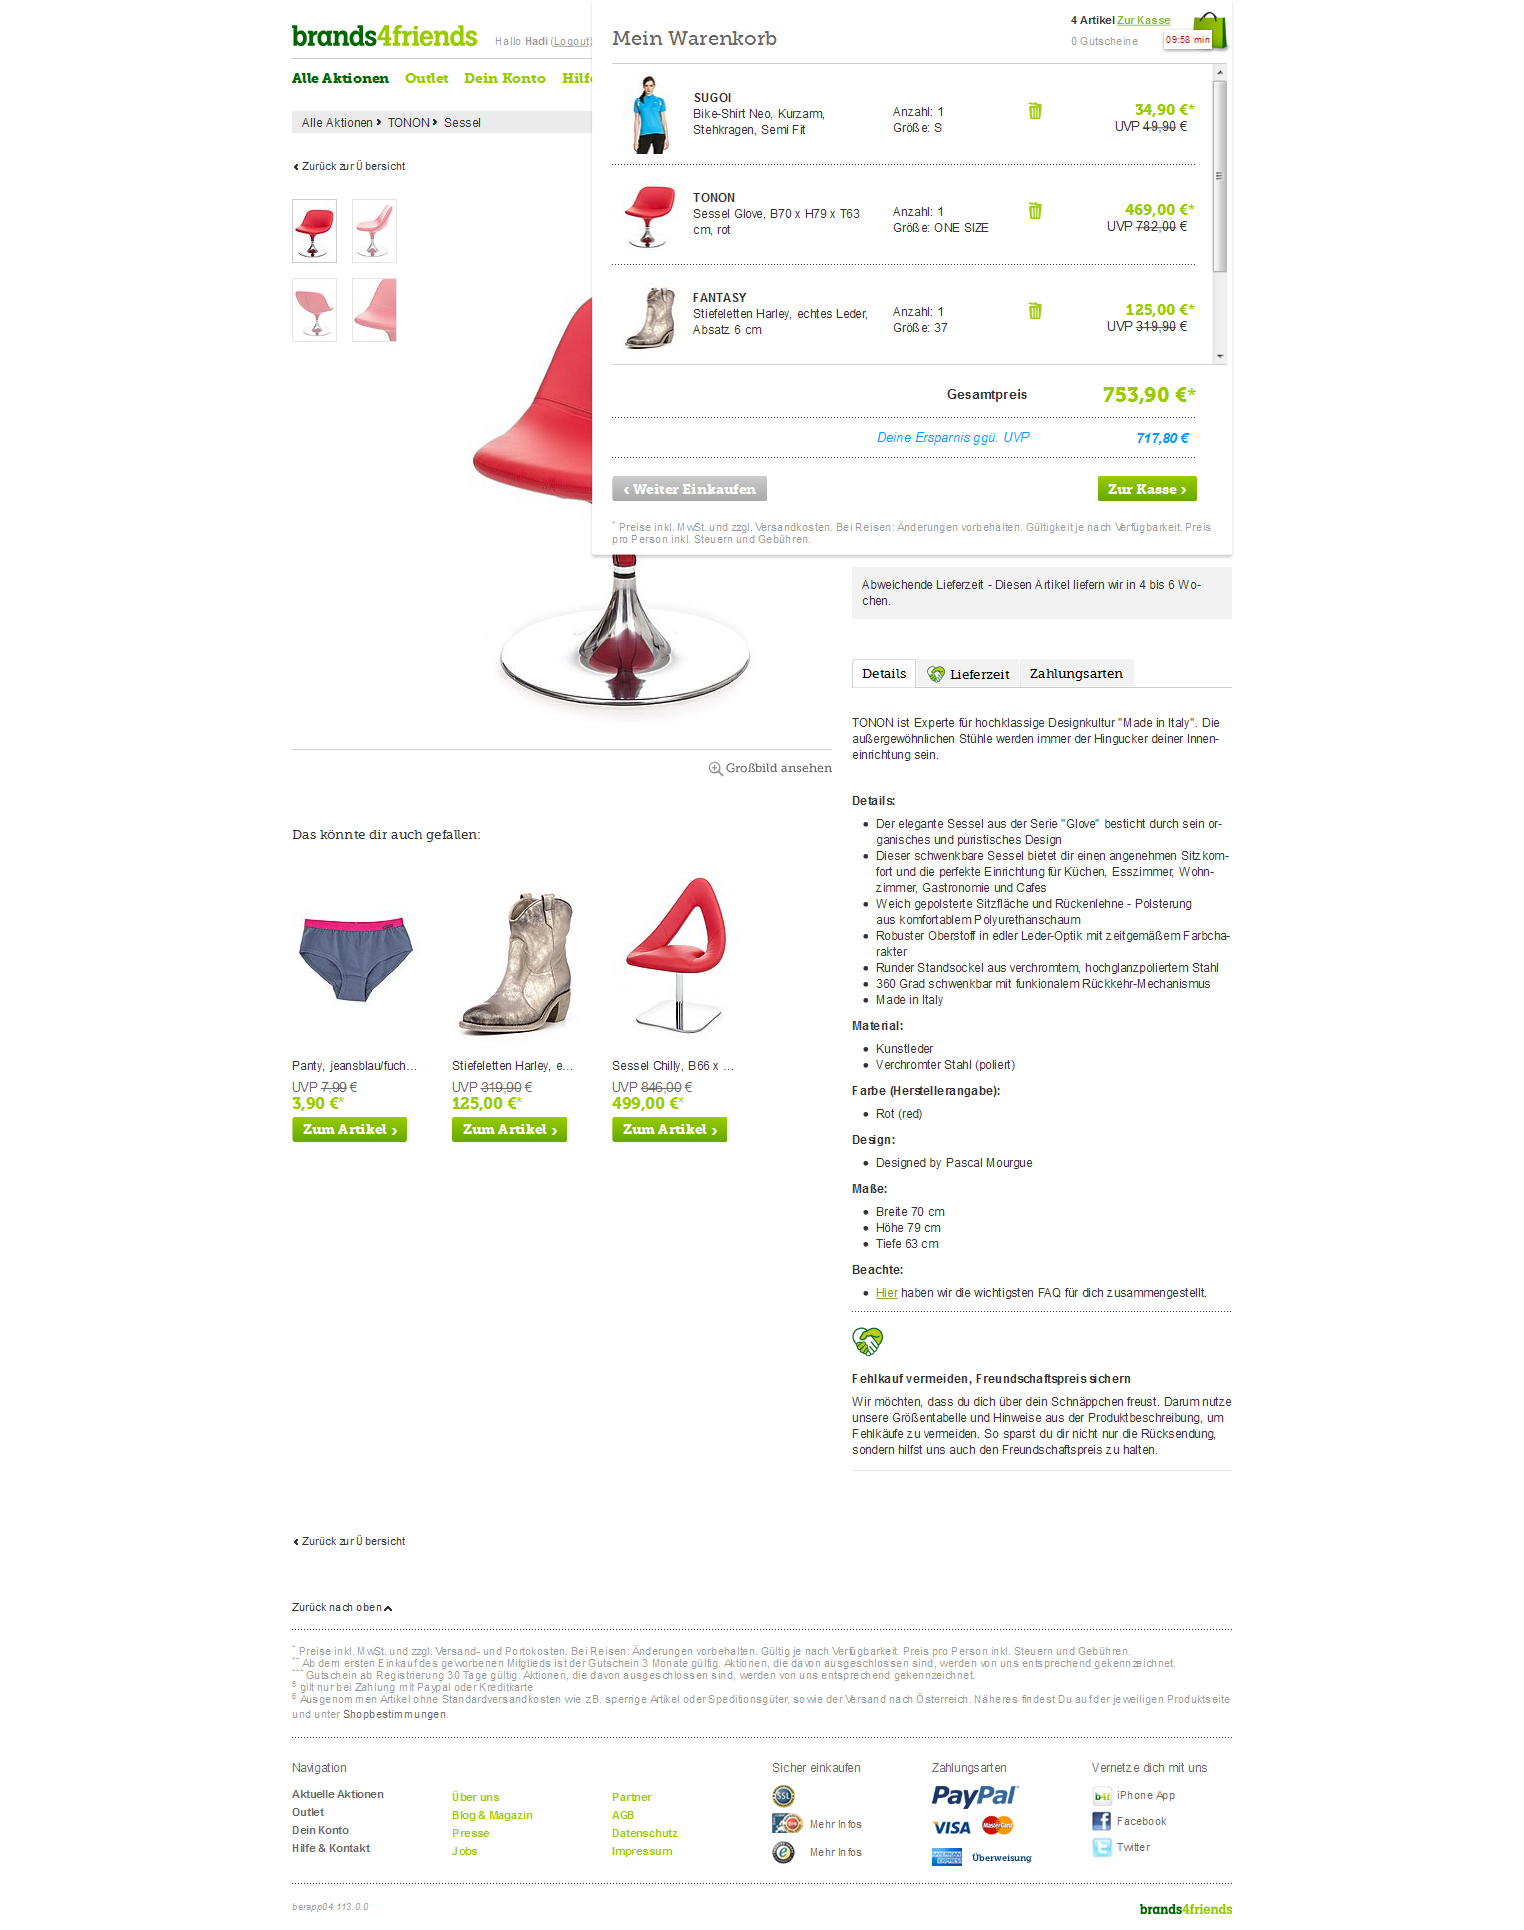 brands4friends
Hallo Hadi (Logout)
Alle Aktionen Outlet Dein Konto Hilfe
Alle Aktionen › TONON › Sessel
‹ Zurück zur Übersicht
Mein Warenkorb
4 Artikel Zur Kasse
0 Gutscheine
09:58 min
SUGOI
Bike-Shirt Neo, Kurzarm,
Stehkragen, Semi Fit
Anzahl: 1
Größe: S
34,90 €*
UVP 49,90 €
TONON
Sessel Glove, B70 x H79 x T63
cm, rot
Anzahl: 1
Größe: ONE SIZE
469,00 €*
UVP 782,00 €
FANTASY
Stiefeletten Harley, echtes Leder,
Absatz 6 cm
Anzahl: 1
Größe: 37
125,00 €*
UVP 319,90 €
Gesamtpreis 753,90 €*
Deine Ersparnis ggü. UVP 717,80 €
‹ Weiter Einkaufen
Zur Kasse ›
* Preise inkl. MwSt. und zzgl. Versandkosten. Bei Reisen: Änderungen vorbehalten. Gültigkeit je nach Verfügbarkeit. Preis
pro Person inkl. Steuern und Gebühren.
Abweichende Lieferzeit - Diesen Artikel liefern wir in 4 bis 6 Wo-
chen.
Details Lieferzeit Zahlungsarten
TONON ist Experte für hochklassige Designkultur "Made in Italy". Die
außergewöhnlichen Stühle werden immer der Hingucker deiner Innen-
einrichtung sein.
Details:
• Der elegante Sessel aus der Serie "Glove" besticht durch sein or-
ganisches und puristisches Design
• Dieser schwenkbare Sessel bietet dir einen angenehmen Sitzkom-
fort und die perfekte Einrichtung für Küchen, Esszimmer, Wohn-
zimmer, Gastronomie und Cafes
• Weich gepolsterte Sitzfläche und Rückenlehne - Polsterung
aus komfortablem Polyurethanschaum
• Robuster Oberstoff in edler Leder-Optik mit zeitgemäßem Farbcha-
rakter
• Runder Standsockel aus verchromtem, hochglanzpoliertem Stahl
• 360 Grad schwenkbar mit funkionalem Rückkehr-Mechanismus
• Made in Italy
Material:
• Kunstleder
• Verchromter Stahl (poliert)
Farbe (Herstellerangabe):
• Rot (red)
Design:
• Designed by Pascal Mourgue
Maße:
• Breite 70 cm
• Höhe 79 cm
• Tiefe 63 cm
Beachte:
• Hier haben wir die wichtigsten FAQ für dich zusammengestellt.
Fehlkauf vermeiden, Freundschaftspreis sichern
Wir möchten, dass du dich über dein Schnäppchen freust. Darum nutze
unsere Größentabelle und Hinweise aus der Produktbeschreibung, um
Fehlkäufe zu vermeiden. So sparst du dir nicht nur die Rücksendung,
sondern hilfst uns auch den Freundschaftspreis zu halten.
Großbild ansehen
Das könnte dir auch gefallen:
Panty, jeansblau/fuch...
UVP 7,99 €
3,90 €*
Zum Artikel ›
Stiefeletten Harley, e...
UVP 319,90 €
125,00 €*
Zum Artikel ›
Sessel Chilly, B66 x ...
UVP 846,00 €
499,00 €*
Zum Artikel ›
‹ Zurück zur Übersicht
Zurück nach oben
* Preise inkl. MwSt. und zzgl. Versand- und Portokosten. Bei Reisen: Änderungen vorbehalten. Gültig je nach Verfügbarkeit. Preis pro Person inkl. Steuern und Gebühren.
** Ab dem ersten Einkauf des geworbenen Mitglieds ist der Gutschein 3 Monate gültig. Aktionen, die davon ausgeschlossen sind, werden von uns entsprechend gekennzeichnet.
*** Gutschein ab Registrierung 30 Tage gültig. Aktionen, die davon ausgeschlossen sind, werden von uns entsprechend gekennzeichnet.
5 gilt nur bei Zahlung mit Paypal oder Kreditkarte
6 Ausgenommen Artikel ohne Standardversandkosten wie z.B. sperrige Artikel oder Speditionsgüter, sowie der Versand nach Österreich. Näheres findest Du auf der jeweiligen Produktseite
und unter Shopbestimmungen.
Navigation
Aktuelle Aktionen
Outlet
Dein Konto
Hilfe & Kontakt
Über uns
Blog & Magazin
Presse
Jobs
Partner
AGB
Datenschutz
Impressum
Sicher einkaufen
SSL
Mehr Infos
Mehr Infos
Zahlungsarten
PayPal
VISA MasterCard
AMERICAN EXPRESS Überweisung
Vernetze dich mit uns
b4f iPhone App
Facebook
Twitter
berapp04 113.0.0
brands4friends